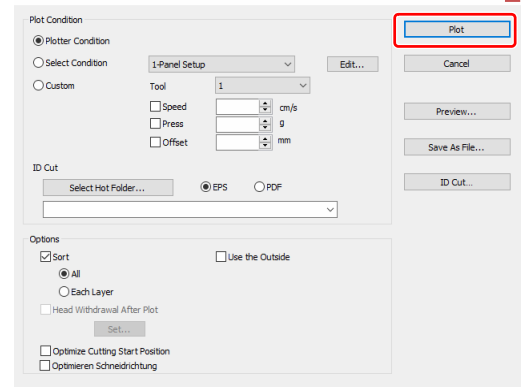 Plot Condition
Plotter Condition
Select Condition 1-Panel Setup Edit...
Custom Tool 1
Speed cm/s
Press g
Offset mm
ID Cut
Select Hot Folder... EPS PDF
Options
Sort Use the Outside
All
Each Layer
Head Withdrawal After Plot
Set...
Optimize Cutting Start Position
Optimieren Schneidrichtung
Plot
Cancel
Preview...
Save As File...
ID Cut...